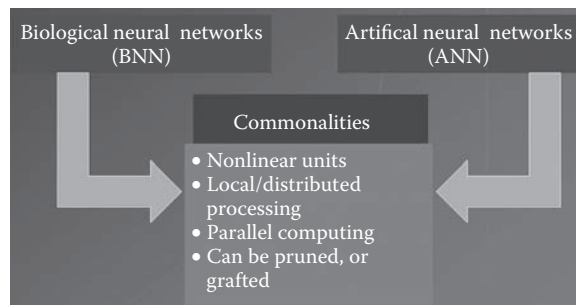 Biological neural networks
(BNN)
Artifical neural networks
(ANN)
Commonalities
• Nonlinear units
• Local/distributed
processing
• Parallel computing
• Can be pruned, or
grafted